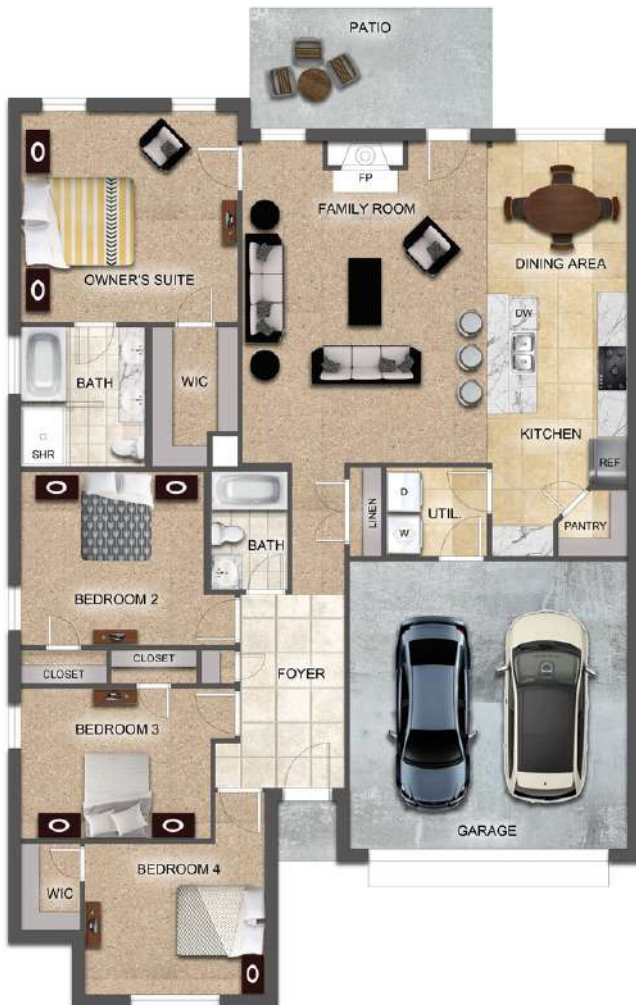 PATIO
FP
FAMILY ROOM
DINING AREA
OWNER'S SUITE
DW
BATH
WIC
KITCHEN
SHR
REF
D
LINEN
UTIL
W
PANTRY
BATH
BEDROOM 2
CLOSET
CLOSET
FOYER
BEDROOM 3
GARAGE
BEDROOM 4
WIC